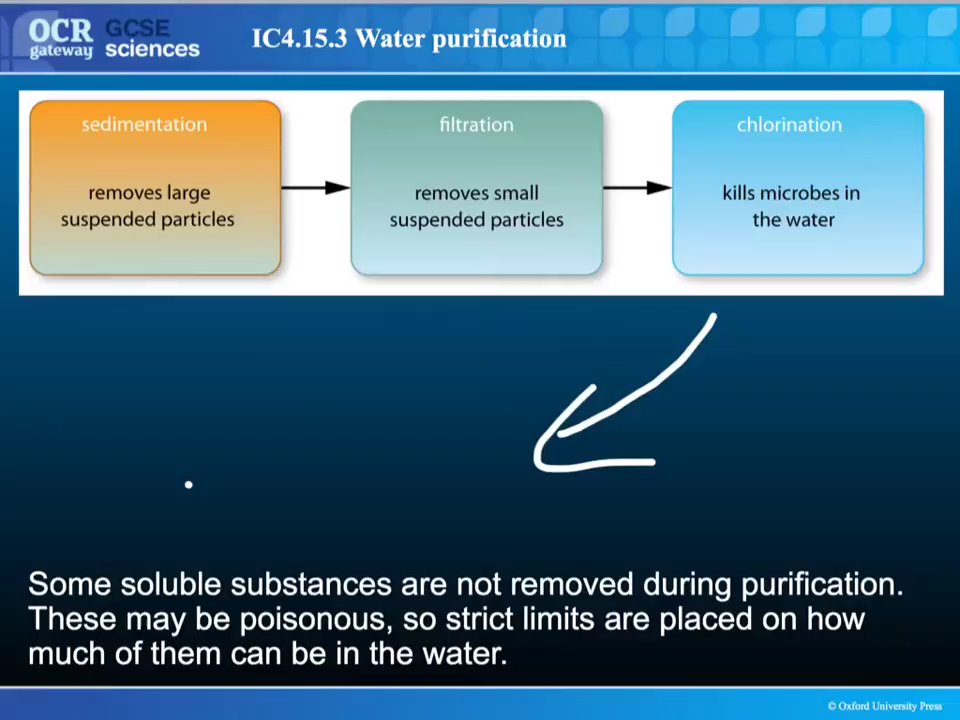 OCR
gateway
GCSE
sciences
IC4.15.3 Water purification
sedimentation
removes large
suspended particles
filtration
removes small
suspended particles
chlorination
kills microbes in
the water
Some soluble substances are not removed during purification.
These may be poisonous, so strict limits are placed on how
much of them can be in the water.
© Oxford University Press